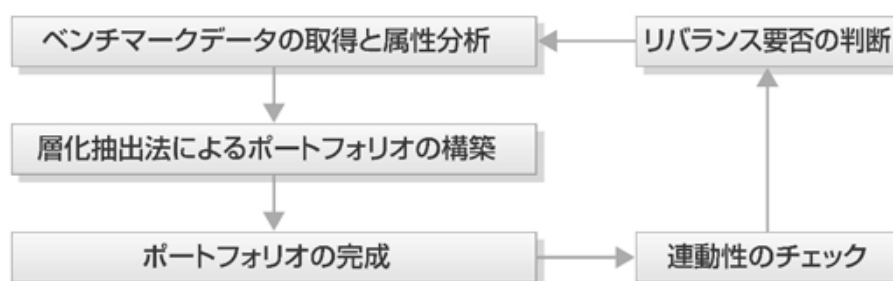 ベンチマークデータの取得と属性分析
リバランス要否の判断
層化抽出法によるポートフォリオの構築
ポートフォリオの完成
連動性のチェック